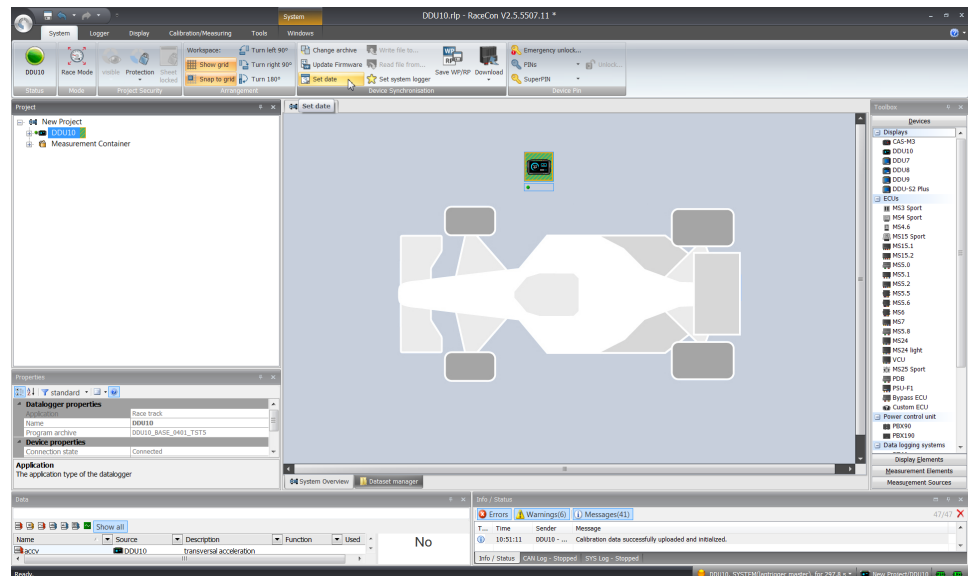 System
DDU10.rlp - RaceCon V2.5.5507.11 *
System Logger Display Calibration/Measuring Tools Windows
DDU10
Status
Race Mode
Mode
visible
Protection
Sheet locked
Project Security
Workspace:
Show grid
Snap to grid
Turn left 90°
Turn right 90°
Turn 180°
Arrangement
Change archive
Update Firmware
Set date
Write file to...
Read file from...
Set system logger
Save WP/RP
Download
Device Synchronisation
Emergency unlock...
PINs
Unlock...
SuperPIN
Device Pin
Project
New Project
DDU10
Measurement Container
Set date
Toolbox
Devices
Displays
CAS-M3
DDU10
DDU7
DDU8
DDU9
DDU-S2 Plus
ECUs
MS3 Sport
MS4 Sport
MS4.6
MS15 Sport
MS15.1
MS15.2
MS5.0
MS5.1
MS5.2
MS5.5
MS5.6
MS6
MS7
MS5.8
MS24
MS24 light
VCU
MS25 Sport
PDB
PSU-F1
Bypass ECU
Custom ECU
Power control unit
PBX90
PBX190
Data logging systems
Display Elements
Measurement Elements
Measurement Sources
Properties
standard
Datalogger properties
Application Race track
Name DDU10
Program archive DDU10_BASE_0401_TST5
Device properties
Connection state Connected
Application
The application type of the datalogger
System Overview Dataset manager
Data
Show all
Name Source Description Function Used
accv DDU10 transversal acceleration
No
Info / Status
Errors Warnings(6) Messages(41) 47/47
T... Time Sender Message
10:51:11 DDU10 - ... Calibration data successfully uploaded and initialized.
Info / Status CAN Log - Stopped SYS Log - Stopped
Ready.
New Project/DDU10